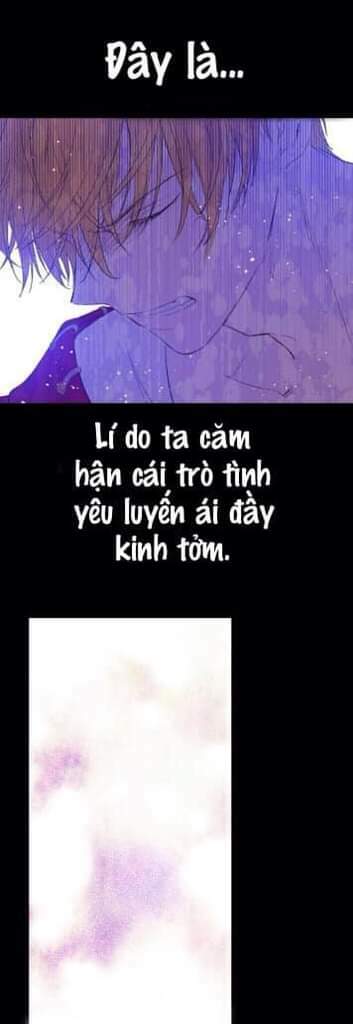 Đây là...
Lí do ta căm
hận cái trò tình
yêu luyến ái đầy
kinh tởm.